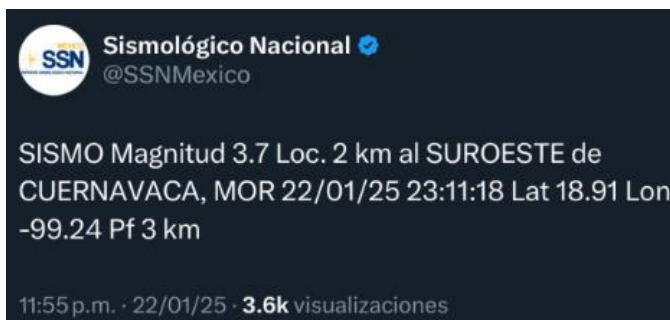 MÉXICO
SSN
Sismológico Nacional
@SSNMexico
SISMO Magnitud 3.7 Loc. 2 km al SUROESTE de
CUERNAVACA, MOR 22/01/25 23:11:18 Lat 18.91 Lon
-99.24 Pf 3 km
11:55 p.m. · 22/01/25 · 3.6k visualizaciones